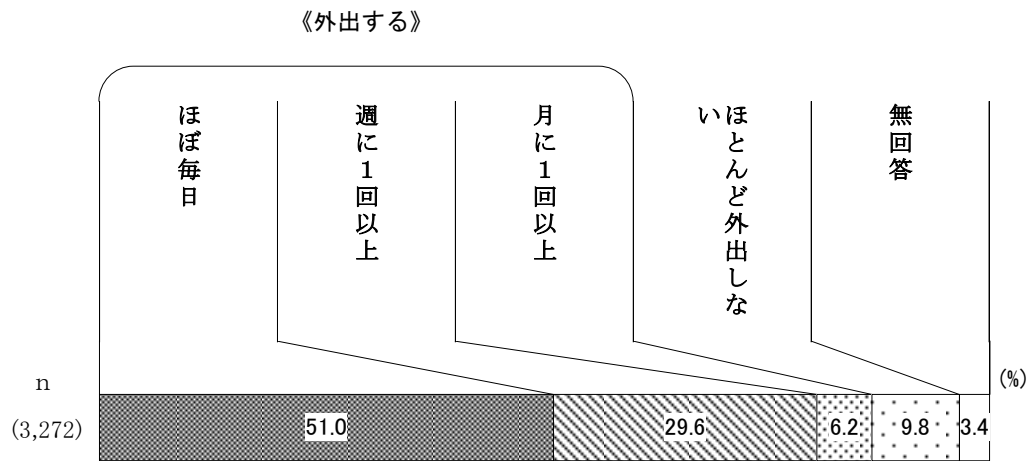 《外出する》
ほぼ毎日
週に１回以上
月に１回以上
ほとんど外出しな
い
無回答
(%)
n
(3,272)
51.0
29.6
6.2
9.8
3.4